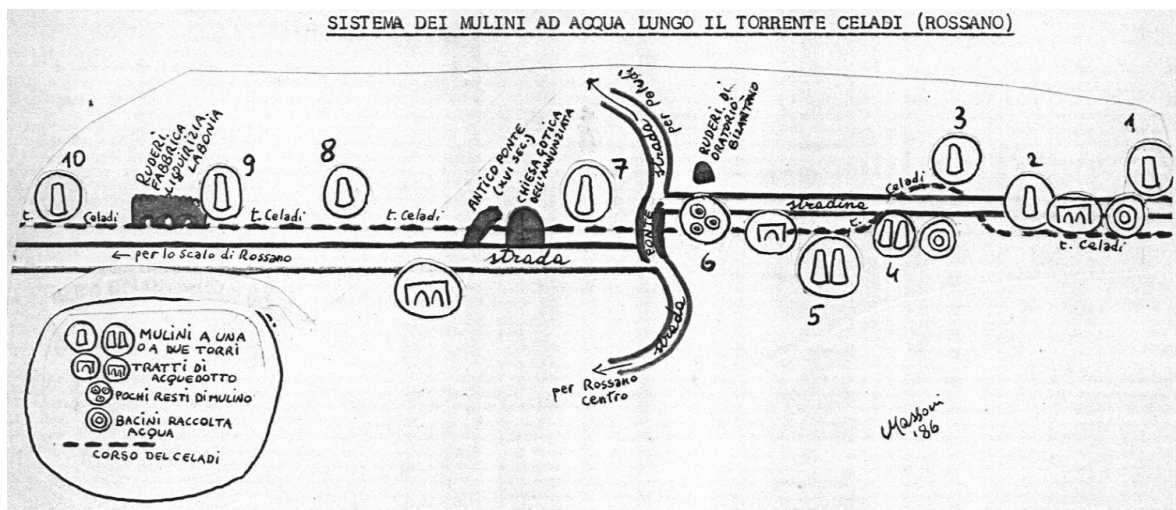 SISTEMA DEI MULINI AD ACQUA LUNGO IL TORRENTE CELADI (ROSSANO)
10
RUDERI
FABBRICA
LIQUIRIZIA
LABONIA
9
8
ANTICO PONTE
(XVI SEC.)
CHIESA GOTICA
DELL'ANNUNZIATA
7
strada
per Paludi
RUDERI DI
ORATORIO
BIZANTINO
3
2
1
t. Celadi
t. Celadi
t. Celadi
Celadi
stradina
t.
t. Celadi
PONTE
6
4
5
← per lo Scalo di Rossano
strada
strada
per Rossano
centro
MULINI A UNA
O A DUE TORRI
TRATTI DI
ACQUEDOTTO
POCHI RESTI DI MULINO
BACINI RACCOLTA
ACQUA
CORSO DEL CELADI
Massoni
'86